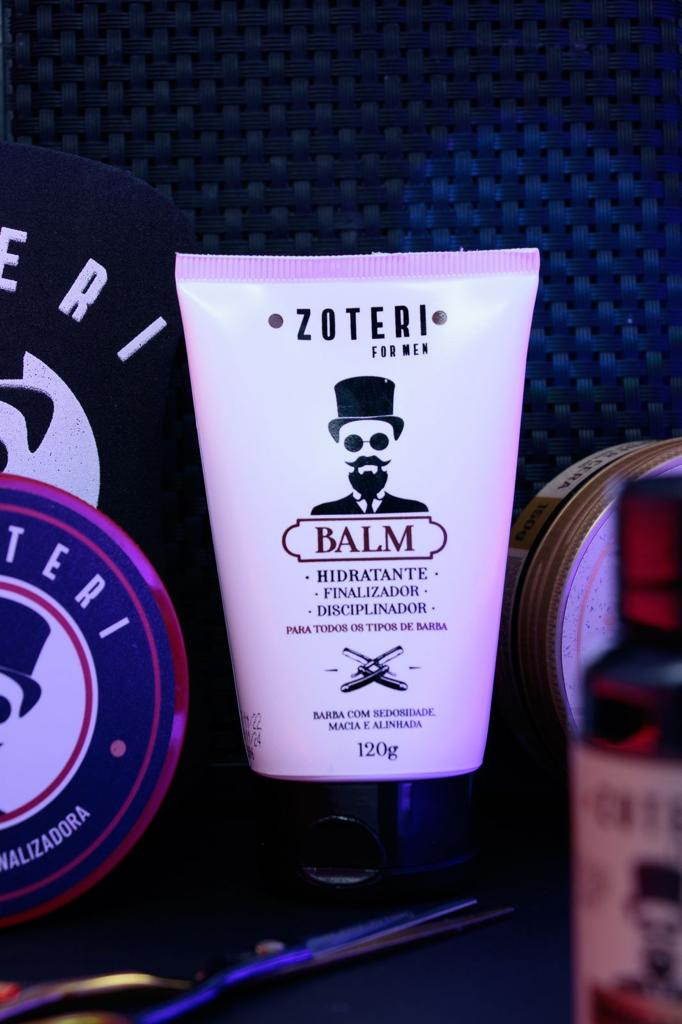 ZOTERI
FOR MEN
BALM
· HIDRATANTE ·
· FINALIZADOR ·
· DISCIPLINADOR ·
PARA TODOS OS TIPOS DE BARBA
BARBA COM SEDOSIDADE,
MACIA E ALINHADA
120g
ERI
TERI
NALIZADORA
150g